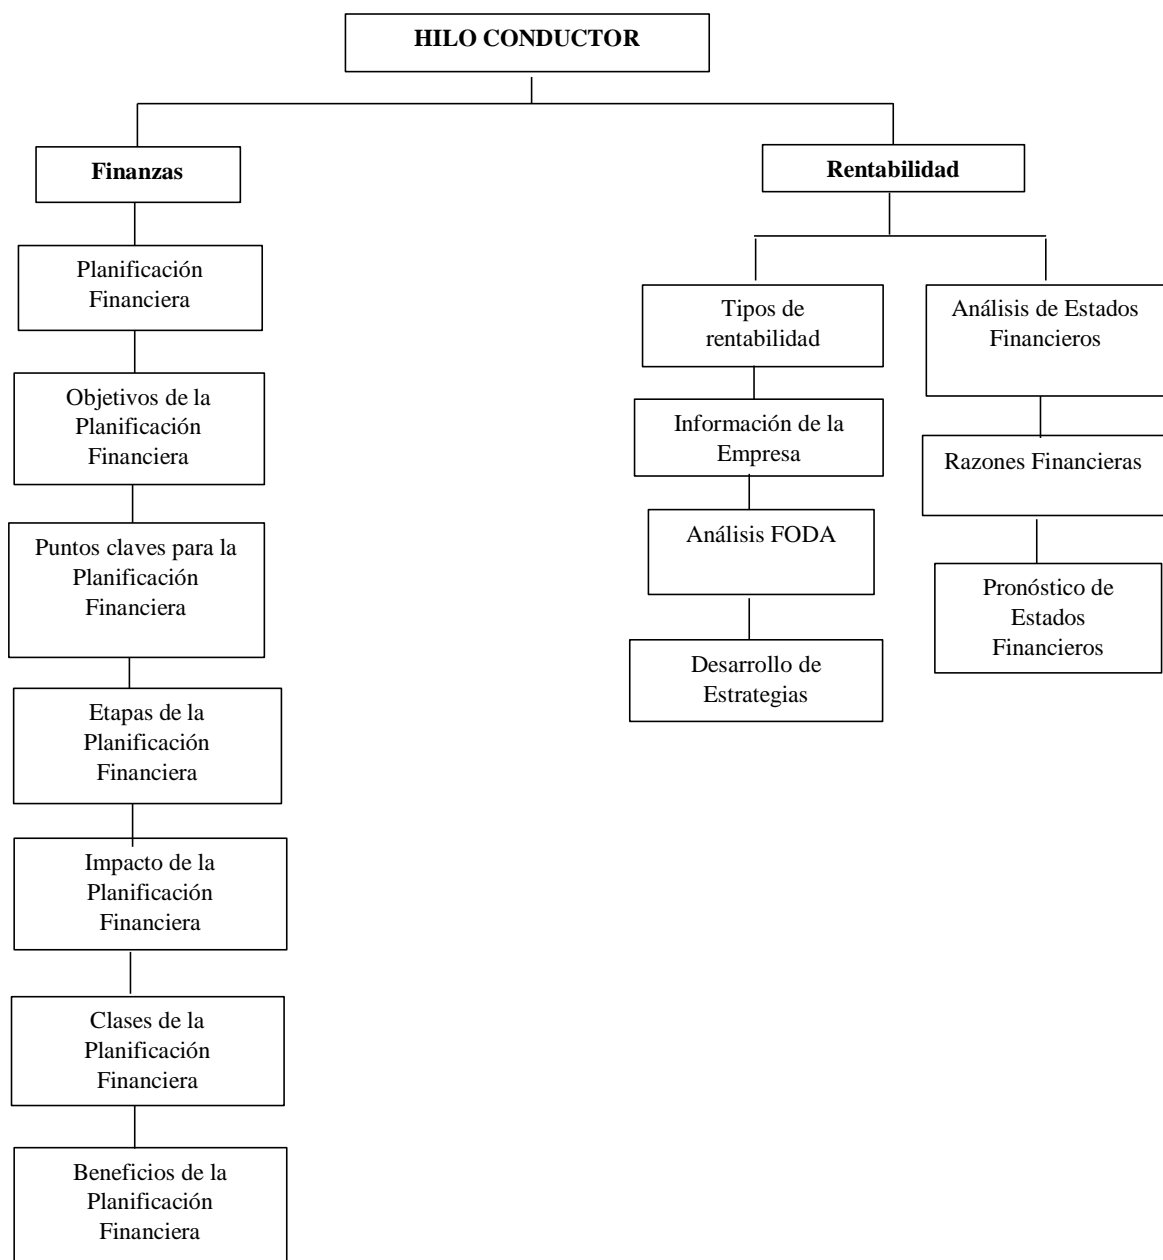 HILO CONDUCTOR
Finanzas
Planificación
Financiera
Objetivos de la
Planificación
Financiera
Puntos claves para la
Planificación
Financiera
Etapas de la
Planificación
Financiera
Impacto de la
Planificación
Financiera
Clases de la
Planificación
Financiera
Beneficios de la
Planificación
Financiera
Rentabilidad
Tipos de
rentabilidad
Información de la
Empresa
Análisis FODA
Desarrollo de
Estrategias
Análisis de Estados
Financieros
Razones Financieras
Pronóstico de
Estados
Financieros